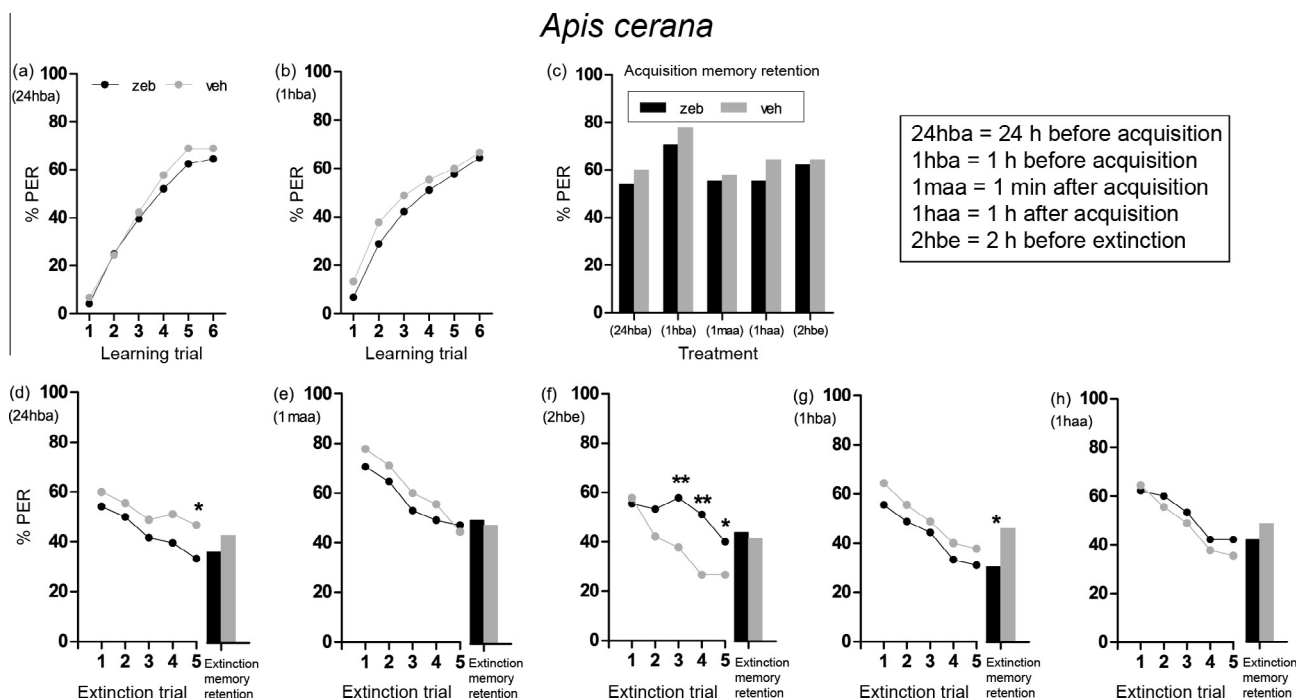 Apis cerana
(a)
(24hba)
zeb
veh
100
80
60
40
20
0
% PER
1 2 3 4 5 6
Learning trial
(b)
(1hba)
100
80
60
40
20
0
% PER
1 2 3 4 5 6
Learning trial
(c)
Acquisition memory retention
zeb
veh
100
80
60
40
20
0
% PER
(24hba) (1hba) (1maa) (1haa) (2hbe)
Treatment
24hba = 24 h before acquisition
1hba = 1 h before acquisition
1maa = 1 min after acquisition
1haa = 1 h after acquisition
2hbe = 2 h before extinction
(d)
(24hba)
100
80
60
40
20
0
% PER
*
1 2 3 4 5
Extinction trial
Extinction
memory
retention
(e)
(1maa)
100
80
60
40
20
0
1 2 3 4 5
Extinction trial
Extinction
memory
retention
(f)
(2hbe)
100
80
60
40
20
0
**
**
*
1 2 3 4 5
Extinction trial
Extinction
memory
retention
(g)
(1hba)
100
80
60
40
20
0
*
1 2 3 4 5
Extinction trial
Extinction
memory
retention
(h)
(1haa)
100
80
60
40
20
0
1 2 3 4 5
Extinction trial
Extinction
memory
retention